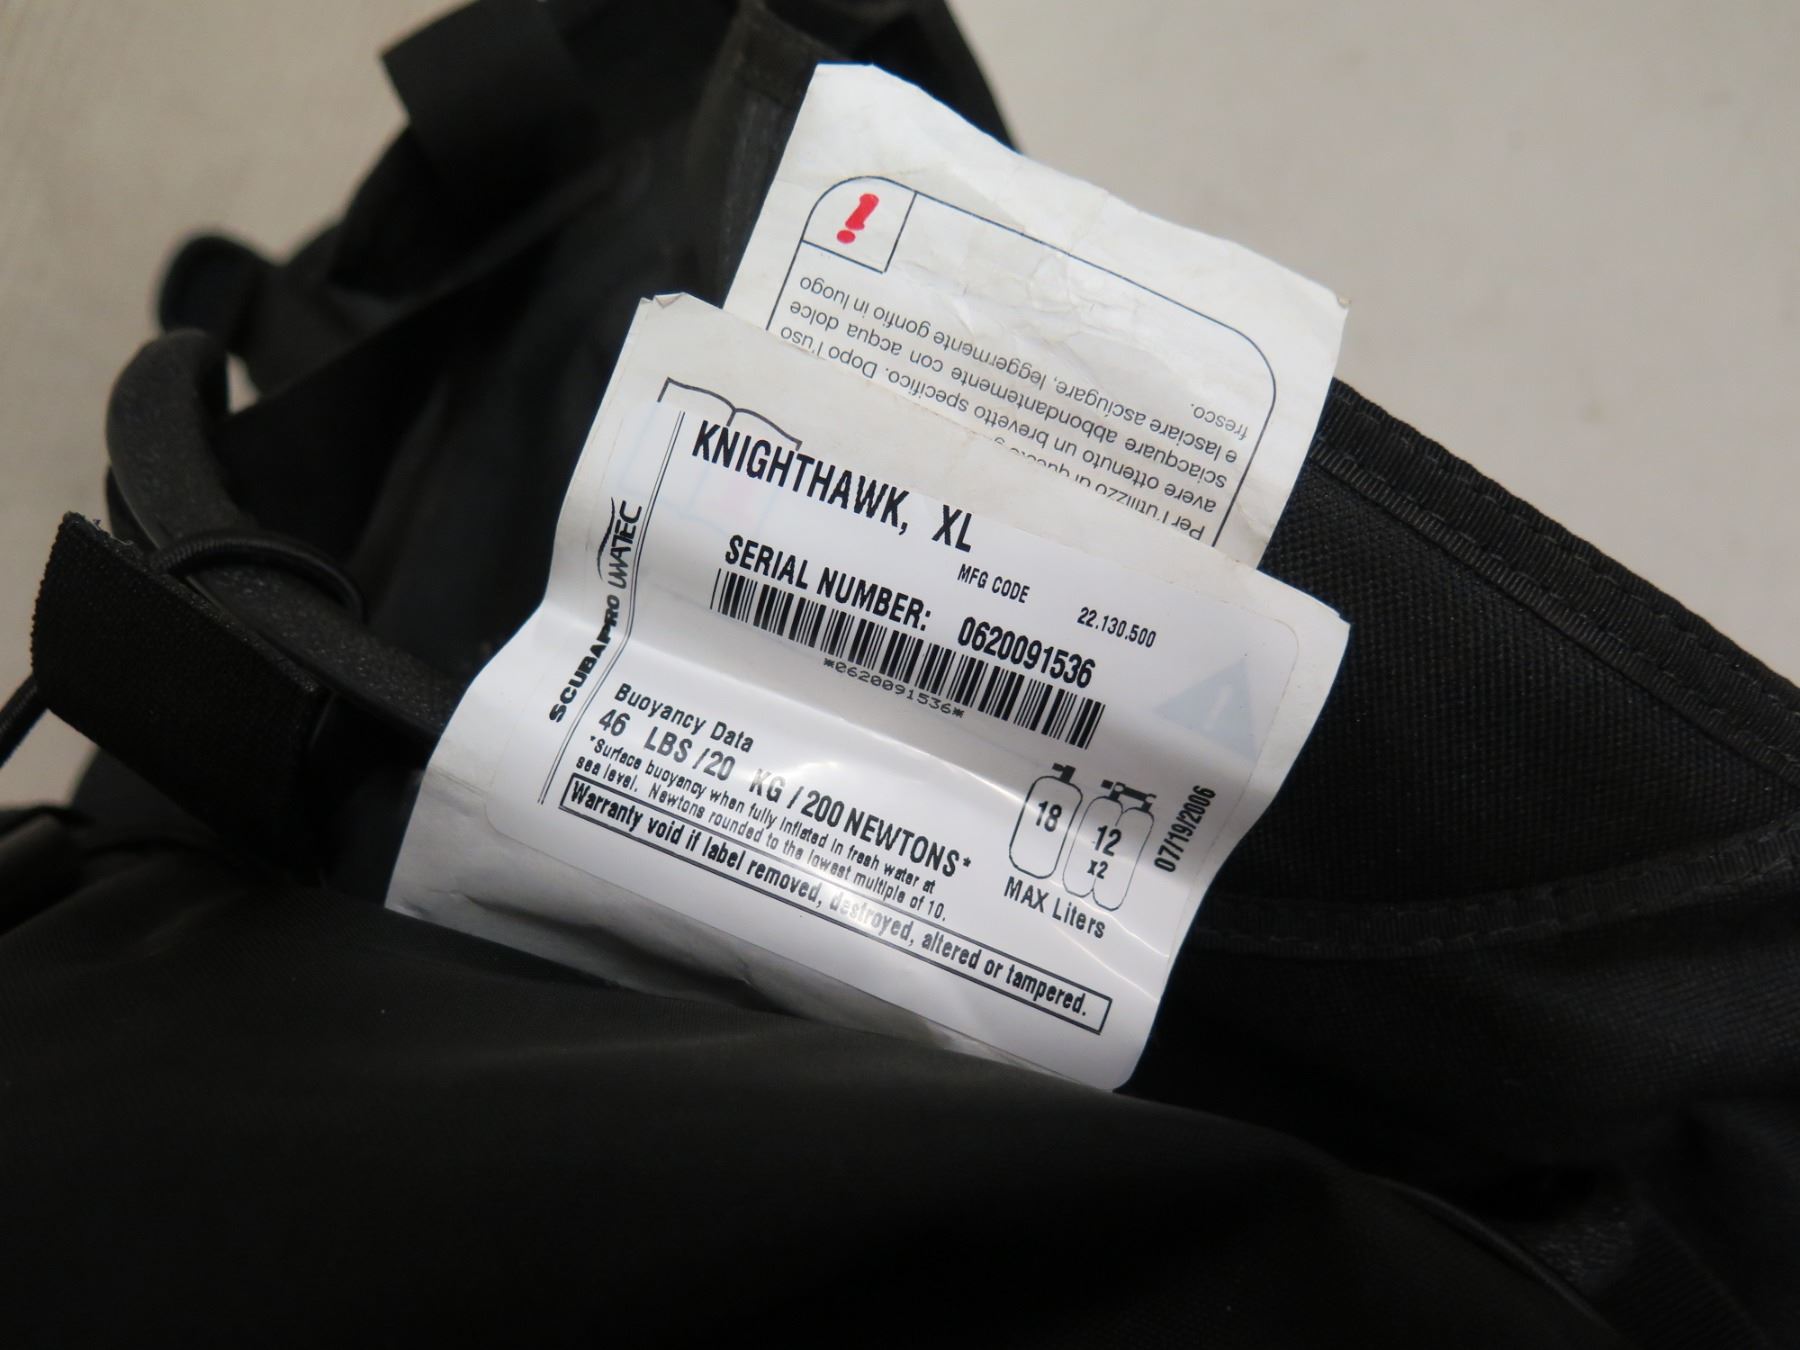 !
Per l'utilizzo di questo
avere ottenuto un brevetto specifico. Dopo l'uso
sciacquare abbondantemente con acqua dolce
e lasciare asciugare, leggermente gonfio in luogo
fresco.
SCUBAPRO UWATEC
KNIGHTHAWK, XL
MFG CODE 22.130.500
SERIAL NUMBER: 0620091536
*0620091536*
Buoyancy Data
46 LBS /20 KG / 200 NEWTONS*
*Surface buoyancy when fully inflated in fresh water at
sea level. Newtons rounded to the lowest multiple of 10.
Warranty void if label removed, destroyed, altered or tampered.
18
12
x2
MAX Liters
07/19/2006